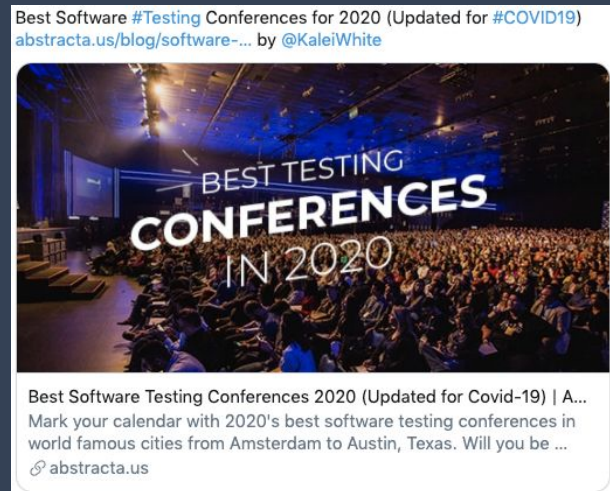 Best Software #Testing Conferences for 2020 (Updated for #COVID19)
abstracta.us/blog/software-... by @KaleiWhite
BEST TESTING
CONFERENCES
IN 2020
Best Software Testing Conferences 2020 (Updated for Covid-19) | A...
Mark your calendar with 2020's best software testing conferences in
world famous cities from Amsterdam to Austin, Texas. Will you be ...
abstracta.us